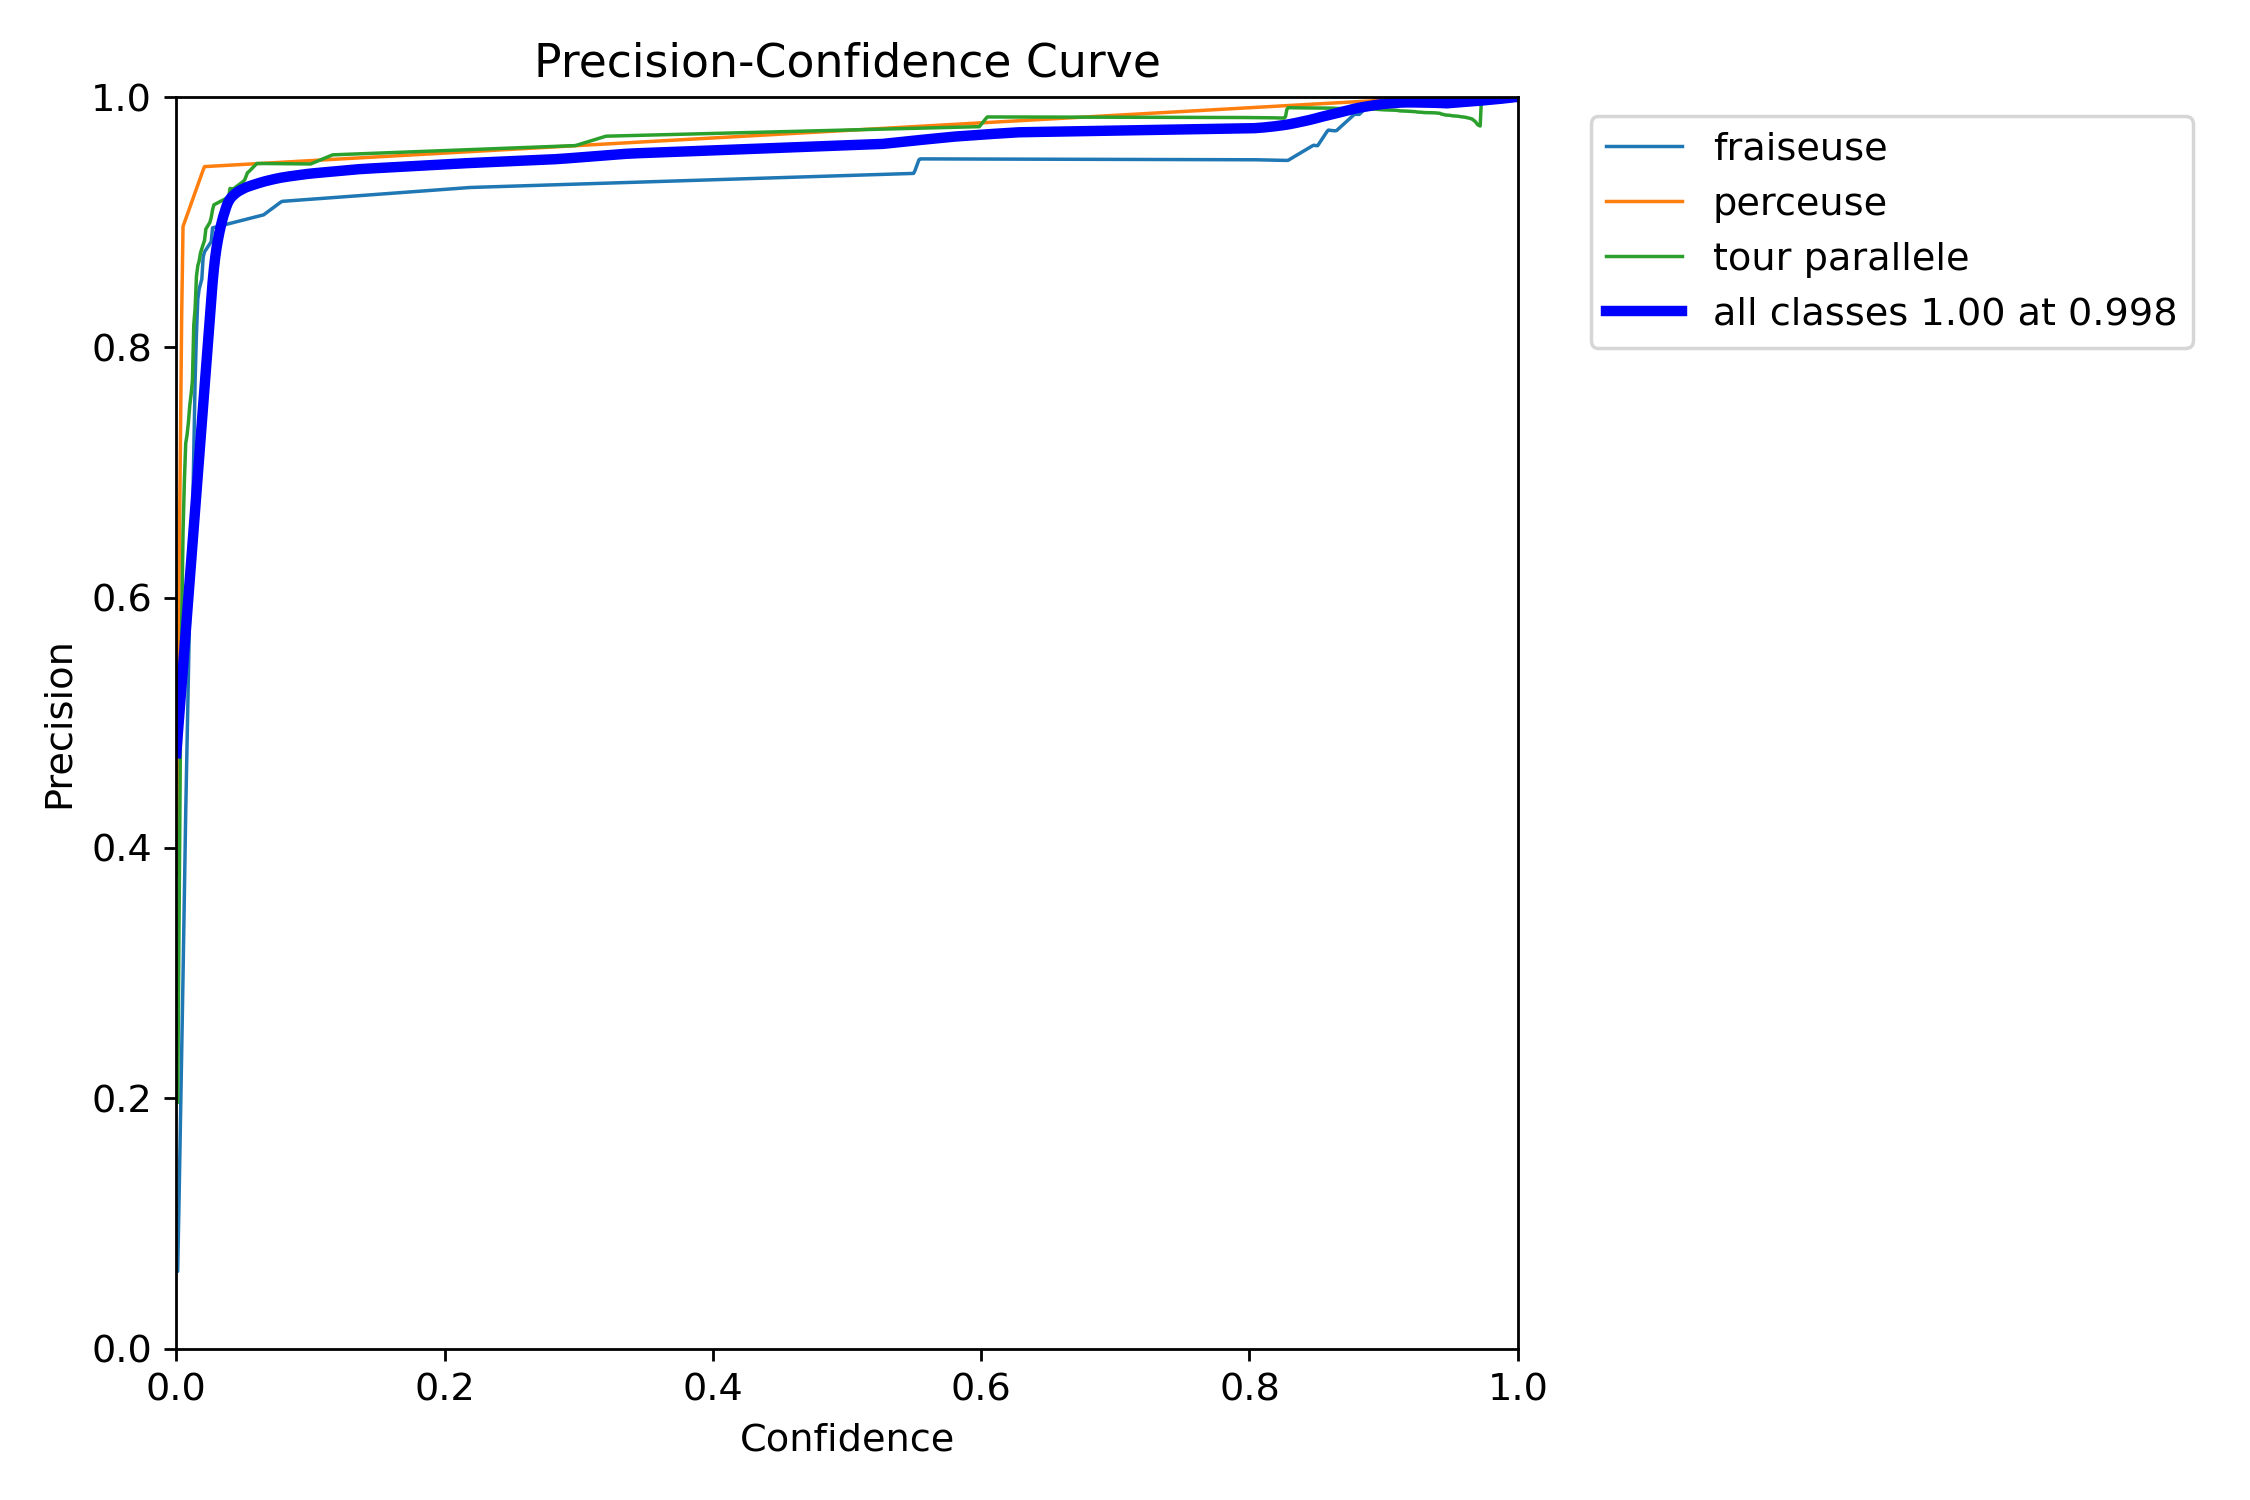 Precision-Confidence Curve
1.0
0.8
0.6
0.4
0.2
0.0
Precision
0.0 0.2 0.4 0.6 0.8 1.0
Confidence
fraiseuse
perceuse
tour parallele
all classes 1.00 at 0.998